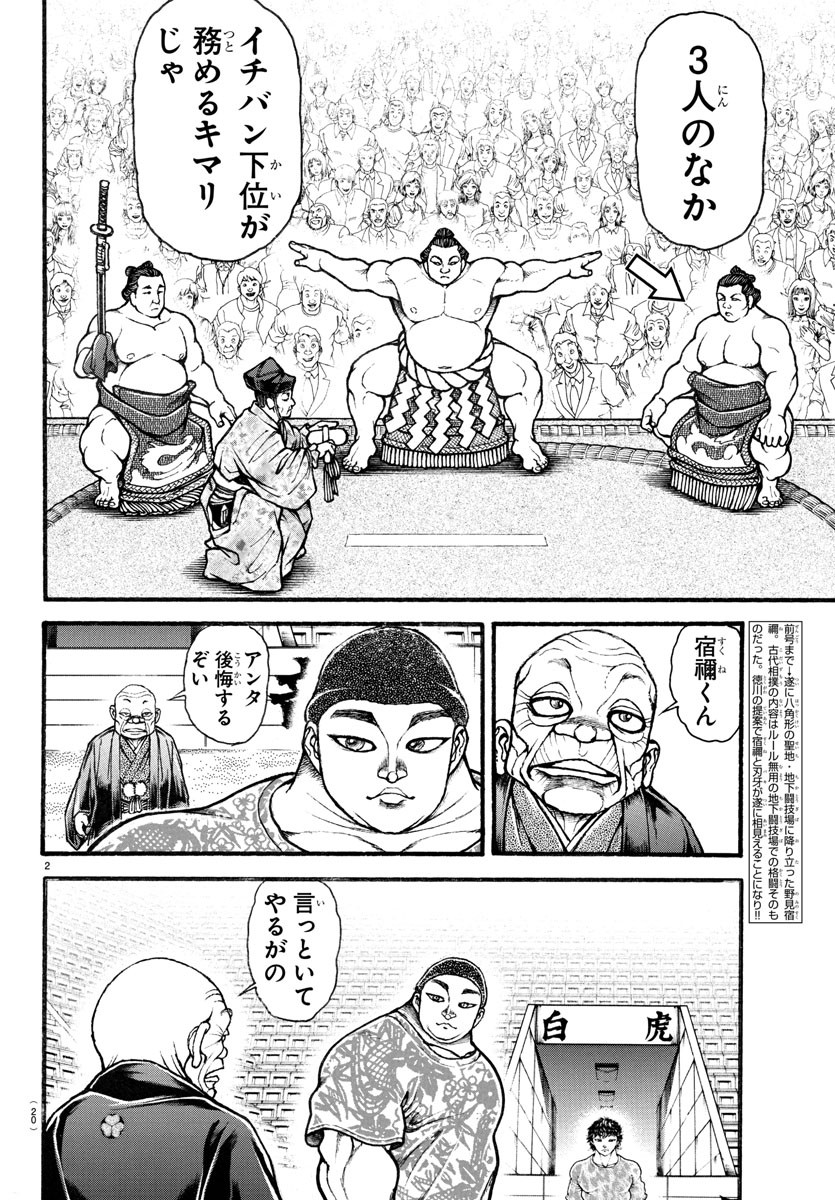 3人のなか
イチバン下位が
務めるキマリ
じゃ
宿禰くん
アンタ
後悔する
ぞい
前号まで→遂に八角形の聖地・地下闘技場に降り立った野見宿
禰。古代相撲の内容はルール無用の地下闘技場での格闘そのも
のだった。徳川の提案で宿禰と刃牙が遂に相見えることになり!!
2
言っといて
やるがの
白虎
(20)